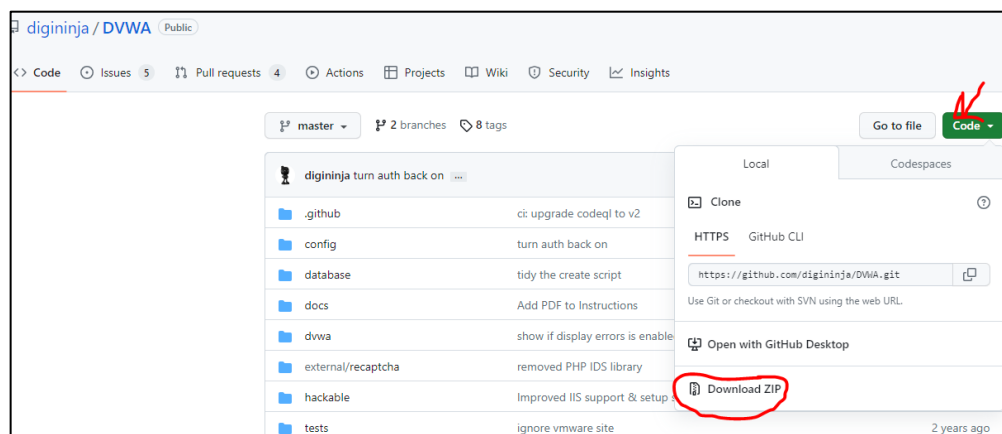 digininja / DVWA Public
<> Code Issues 5 Pull requests 4 Actions Projects Wiki Security Insights
master 2 branches 8 tags Go to file Code
Local Codespaces
digininja turn auth back on ...
Clone
.github ci: upgrade codeql to v2
HTTPS GitHub CLI
config turn auth back on
https://github.com/digininja/DVWA.git
database tidy the create script
Use Git or checkout with SVN using the web URL.
docs Add PDF to Instructions
dvwa show if display errors is enable
Open with GitHub Desktop
external/recaptcha removed PHP IDS library
Download ZIP
hackable Improved IIS support & setup
tests ignore vmware site 2 years ago